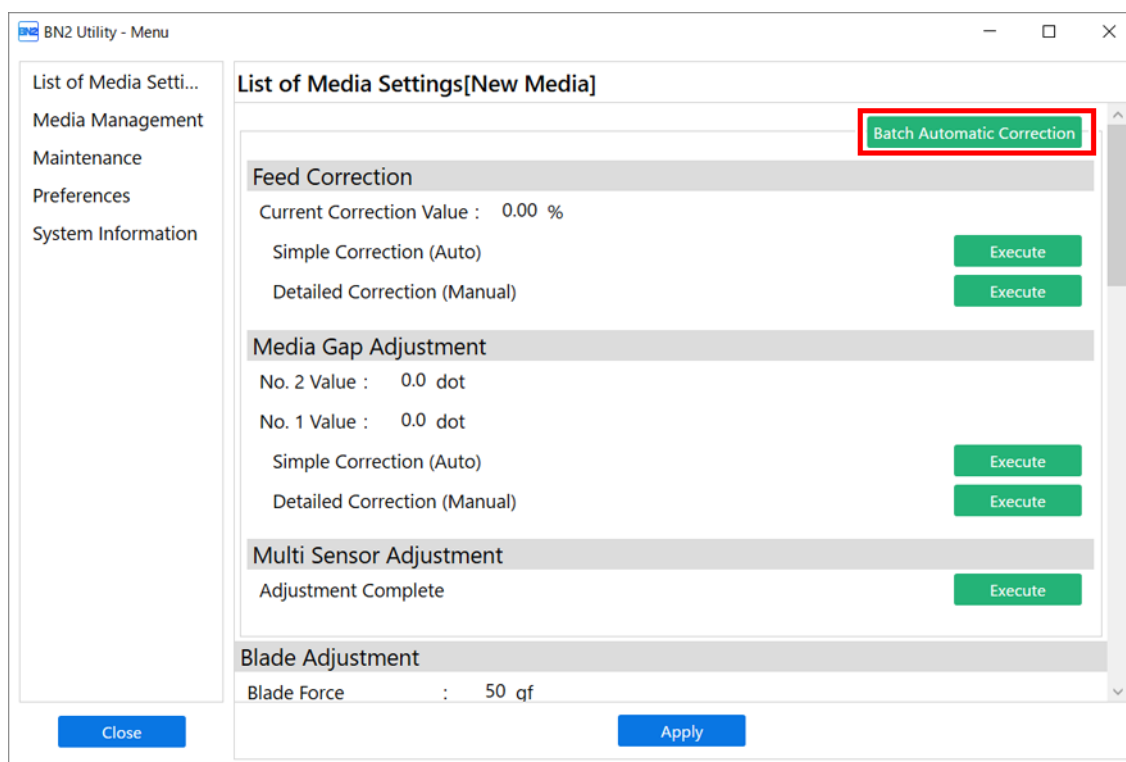 BN2 BN2 Utility - Menu
List of Media Setti...
Media Management
Maintenance
Preferences
System Information
Close
List of Media Settings[New Media]
Batch Automatic Correction
Feed Correction
Current Correction Value : 0.00 %
Simple Correction (Auto) Execute
Detailed Correction (Manual) Execute
Media Gap Adjustment
No. 2 Value : 0.0 dot
No. 1 Value : 0.0 dot
Simple Correction (Auto) Execute
Detailed Correction (Manual) Execute
Multi Sensor Adjustment
Adjustment Complete Execute
Blade Adjustment
Blade Force : 50 gf
Apply